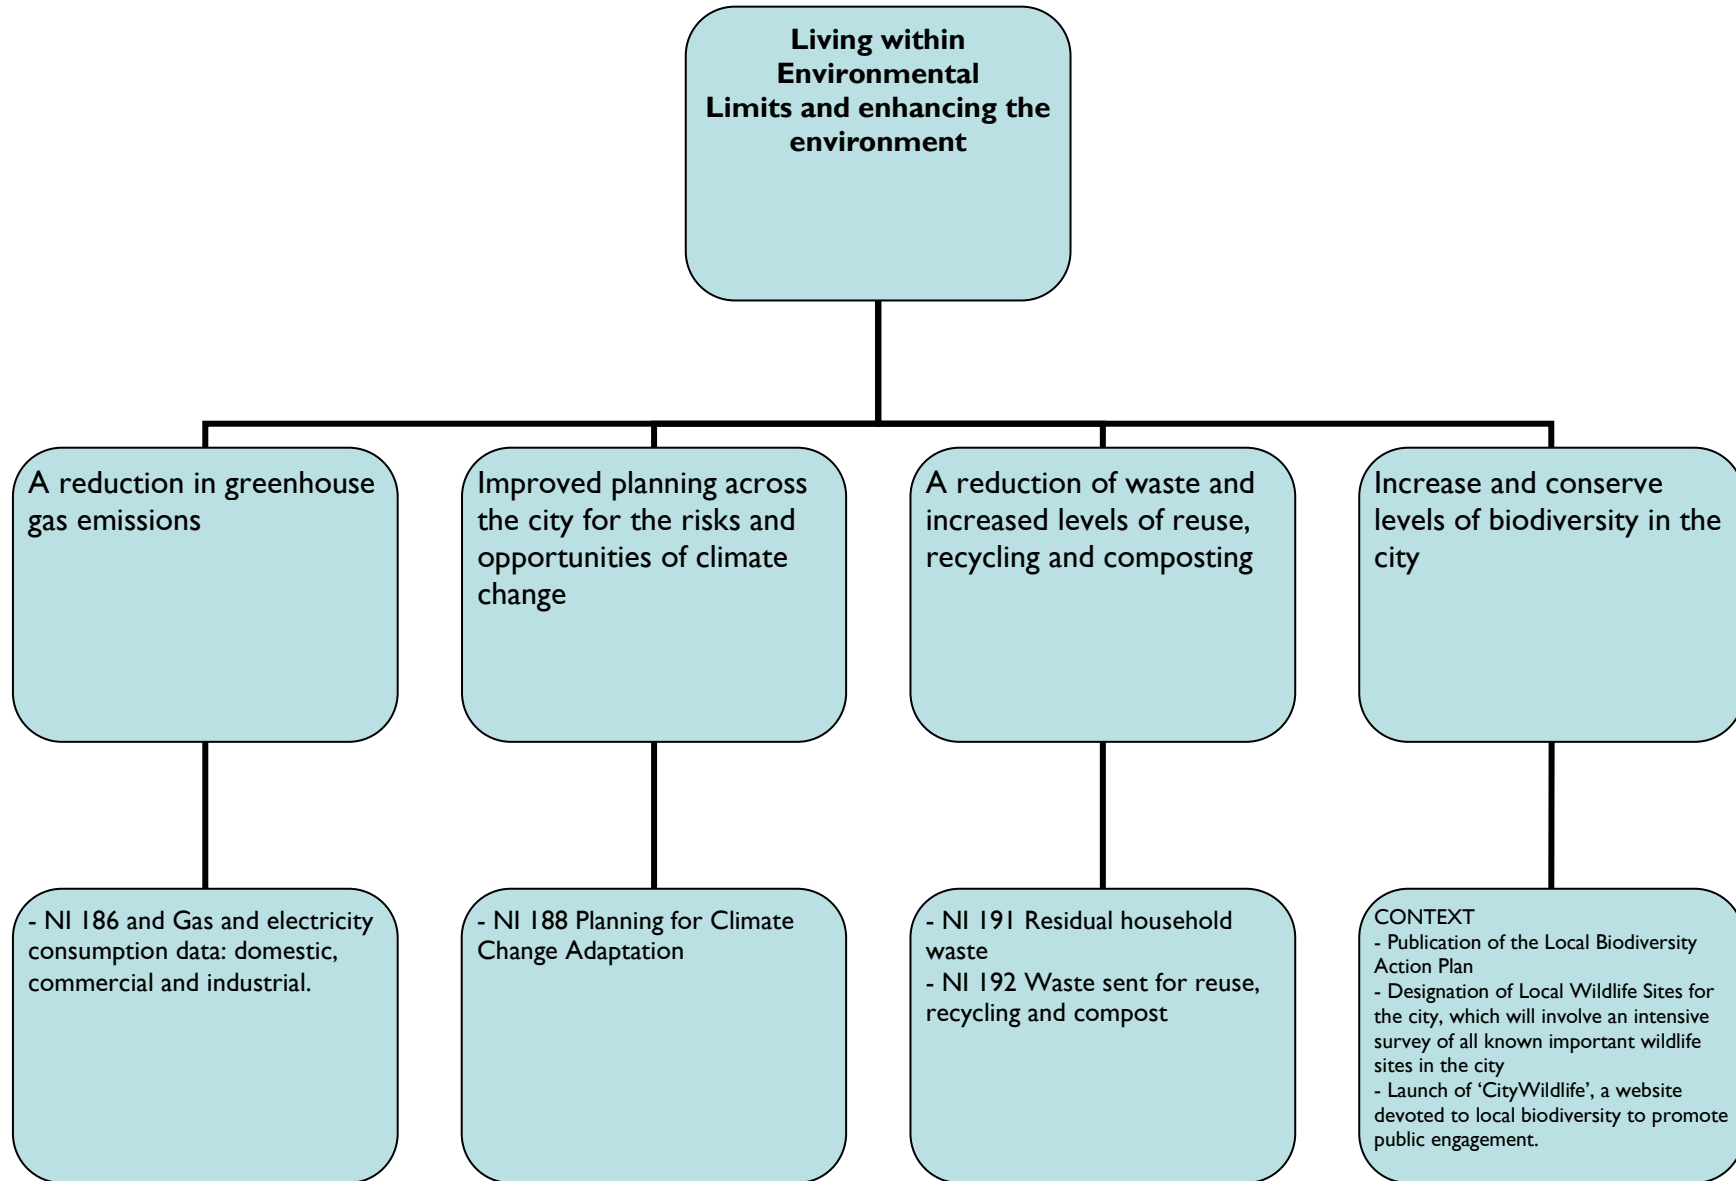 Living within
Environmental
Limits and enhancing the
environment
A reduction in greenhouse
gas emissions
Improved planning across
the city for the risks and
opportunities of climate
change
A reduction of waste and
increased levels of reuse,
recycling and composting
Increase and conserve
levels of biodiversity in the
city
- NI 186 and Gas and electricity
consumption data: domestic,
commercial and industrial.
- NI 188 Planning for Climate
Change Adaptation
- NI 191 Residual household
waste
- NI 192 Waste sent for reuse,
recycling and compost
CONTEXT
- Publication of the Local Biodiversity
Action Plan
- Designation of Local Wildlife Sites for
the city, which will involve an intensive
survey of all known important wildlife
sites in the city
- Launch of ‘CityWildlife’, a website
devoted to local biodiversity to promote
public engagement.